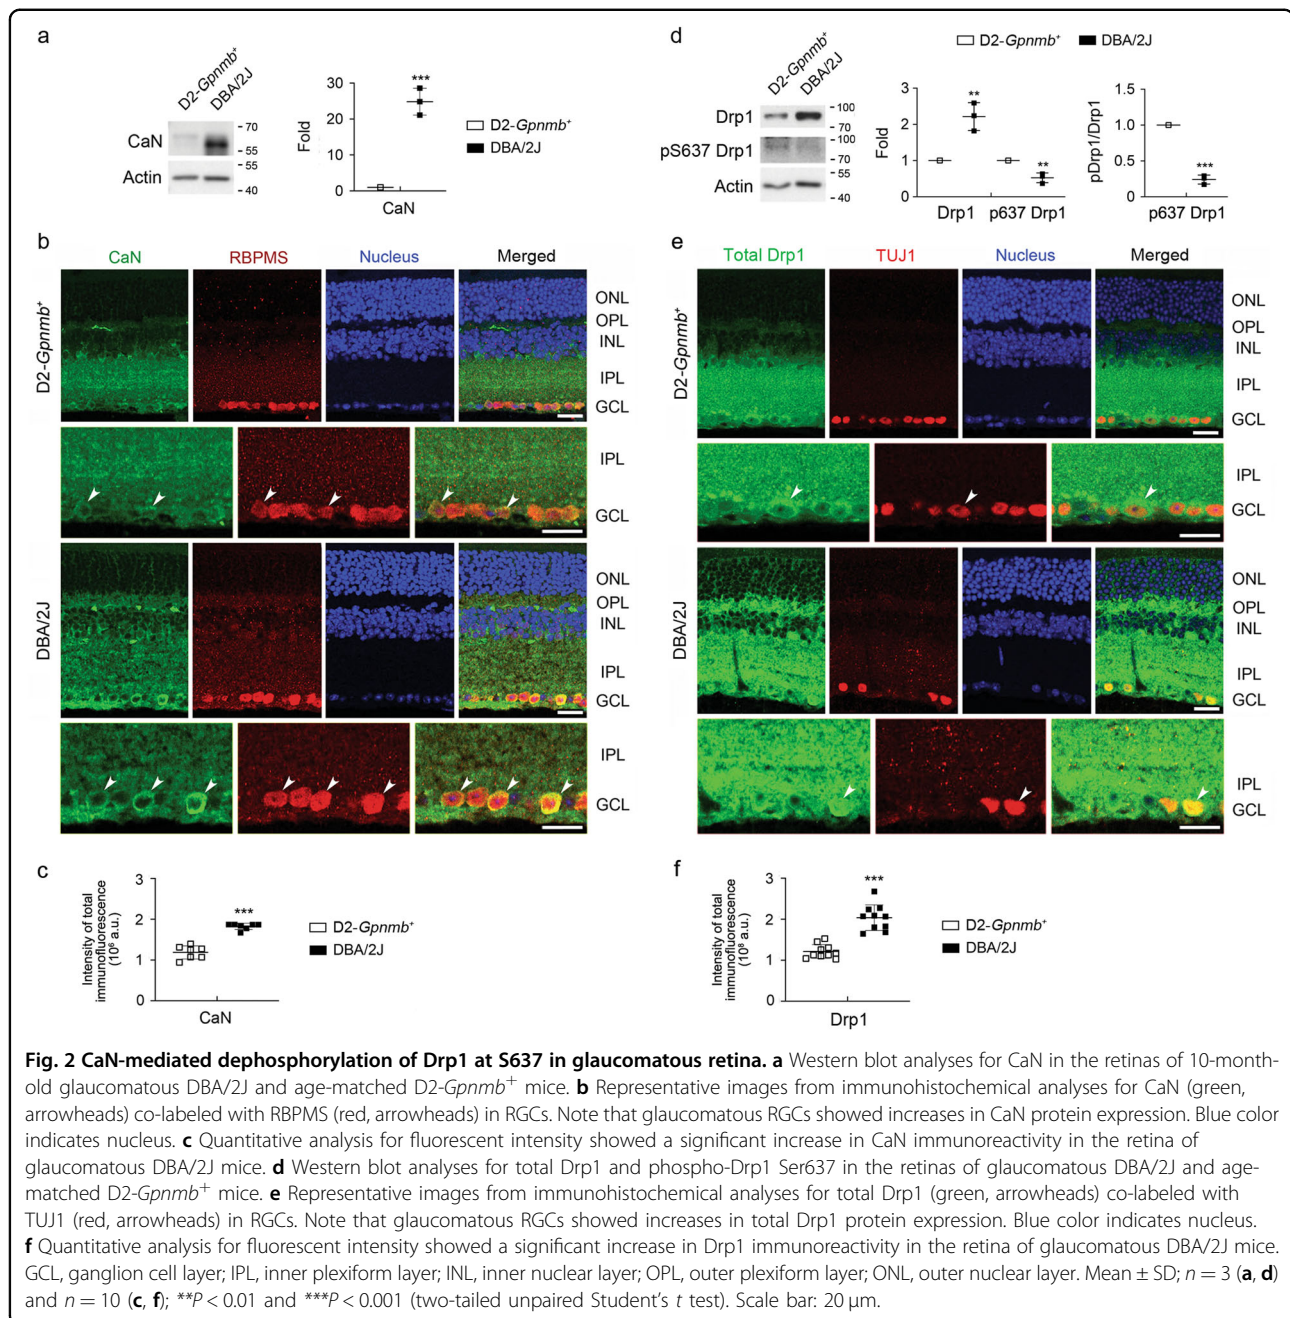 a
D2-Gpnmb+
DBA/2J
CaN
Actin
- 70
- 55
- 55
- 40
Fold
30
20
10
0
***
CaN
D2-Gpnmb+
DBA/2J
d
D2-Gpnmb+
DBA/2J
Drp1
pS637 Drp1
Actin
- 100
- 70
- 100
- 70
- 55
- 40
D2-Gpnmb+
DBA/2J
Fold
3
2
1
0
**
**
Drp1
p637 Drp1
pDrp1/Drp1
1.5
1.0
0.5
0
***
p637 Drp1
b
CaN
RBPMS
Nucleus
Merged
D2-Gpnmb+
ONL
OPL
INL
IPL
GCL
IPL
GCL
DBA/2J
ONL
OPL
INL
IPL
GCL
IPL
GCL
e
Total Drp1
TUJ1
Nucleus
Merged
D2-Gpnmb+
ONL
OPL
INL
IPL
GCL
IPL
GCL
DBA/2J
ONL
OPL
INL
IPL
GCL
IPL
GCL
c
Intensity of total
immunofluorescence
(10⁶ a.u.)
3
2
1
0
***
CaN
D2-Gpnmb+
DBA/2J
f
Intensity of total
immunofluorescence
(10⁶ a.u.)
3
2
1
0
***
Drp1
D2-Gpnmb+
DBA/2J
Fig. 2 CaN-mediated dephosphorylation of Drp1 at S637 in glaucomatous retina. a Western blot analyses for CaN in the retinas of 10-month-
old glaucomatous DBA/2J and age-matched D2-Gpnmb+ mice. b Representative images from immunohistochemical analyses for CaN (green,
arrowheads) co-labeled with RBPMS (red, arrowheads) in RGCs. Note that glaucomatous RGCs showed increases in CaN protein expression. Blue color
indicates nucleus. c Quantitative analysis for fluorescent intensity showed a significant increase in CaN immunoreactivity in the retina of
glaucomatous DBA/2J mice. d Western blot analyses for total Drp1 and phospho-Drp1 Ser637 in the retinas of glaucomatous DBA/2J and age-
matched D2-Gpnmb+ mice. e Representative images from immunohistochemical analyses for total Drp1 (green, arrowheads) co-labeled with
TUJ1 (red, arrowheads) in RGCs. Note that glaucomatous RGCs showed increases in total Drp1 protein expression. Blue color indicates nucleus.
f Quantitative analysis for fluorescent intensity showed a significant increase in Drp1 immunoreactivity in the retina of glaucomatous DBA/2J mice.
GCL, ganglion cell layer; IPL, inner plexiform layer; INL, inner nuclear layer; OPL, outer plexiform layer; ONL, outer nuclear layer. Mean ± SD; n = 3 (a, d)
and n = 10 (c, f); **P < 0.01 and ***P < 0.001 (two-tailed unpaired Student's t test). Scale bar: 20 μm.